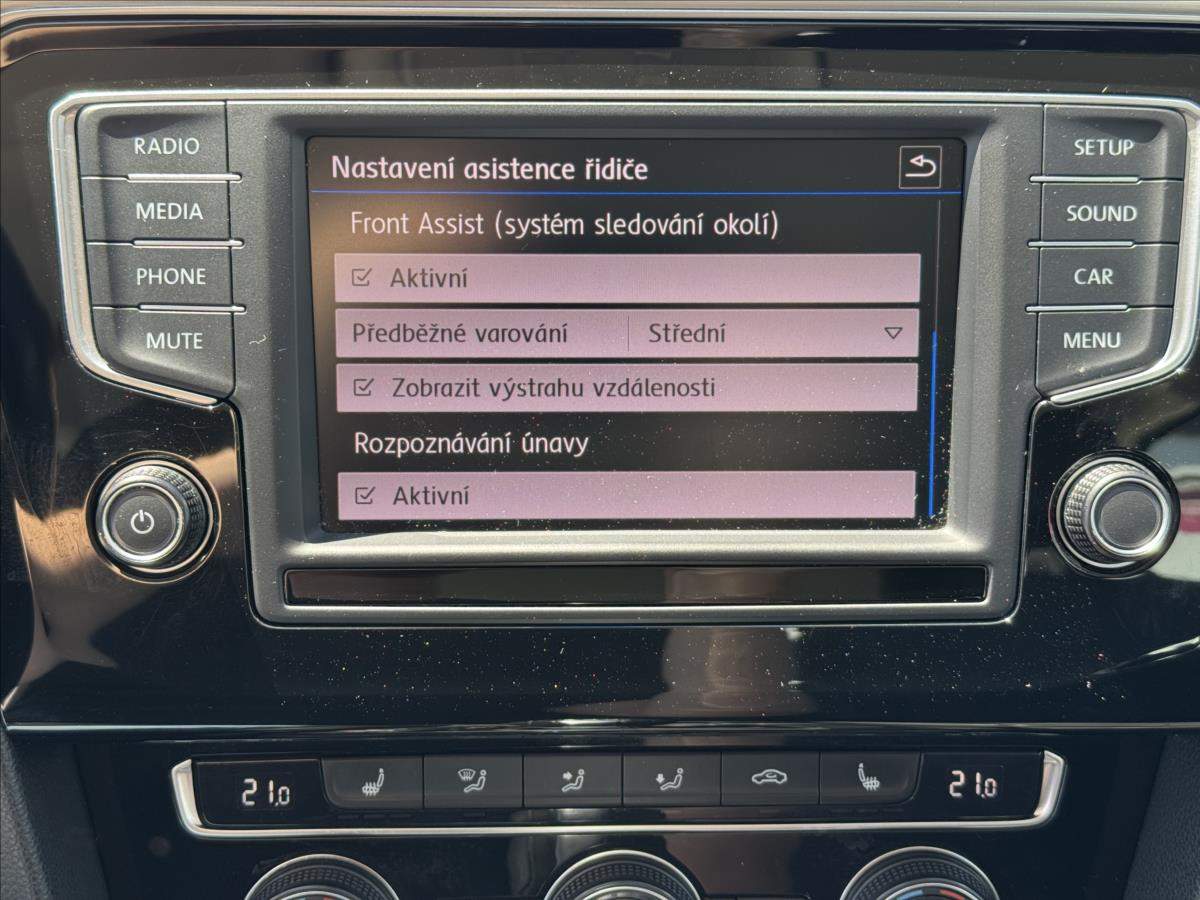 RADIO
MEDIA
PHONE
MUTE
Nastavení asistence řidiče
Front Assist (systém sledování okolí)
Aktivní
Předběžné varování Střední
Zobrazit výstrahu vzdálenosti
Rozpoznávání únavy
Aktivní
SETUP
SOUND
CAR
MENU
21.0
21.0